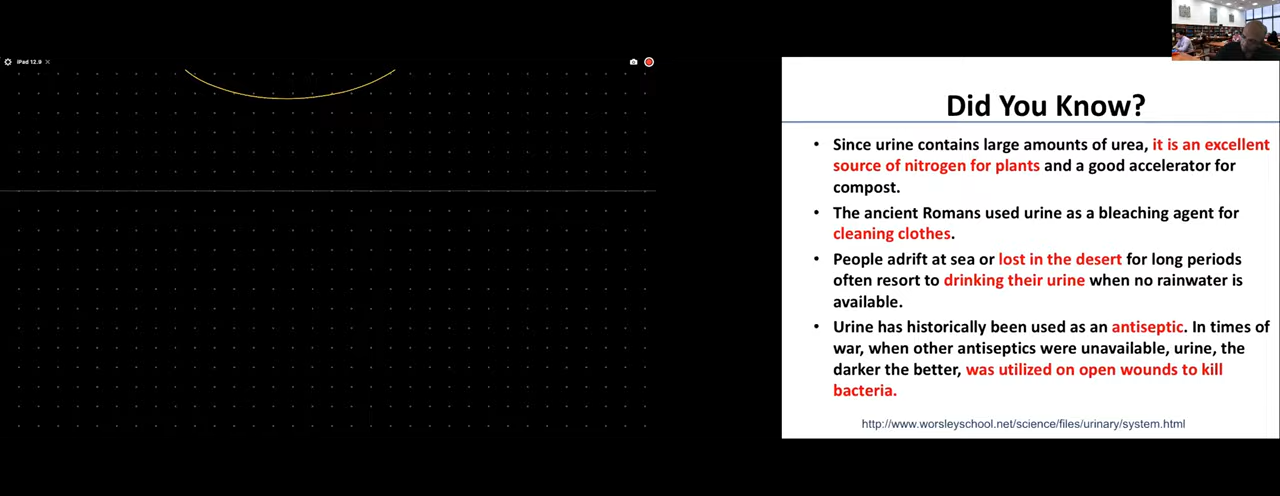 iPad 12.9
Did You Know?
• Since urine contains large amounts of urea, it is an excellent
source of nitrogen for plants and a good accelerator for
compost.
• The ancient Romans used urine as a bleaching agent for
cleaning clothes.
• People adrift at sea or lost in the desert for long periods
often resort to drinking their urine when no rainwater is
available.
• Urine has historically been used as an antiseptic. In times of
war, when other antiseptics were unavailable, urine, the
darker the better, was utilized on open wounds to kill
bacteria.
http://www.worsleyschool.net/science/files/urinary/system.html